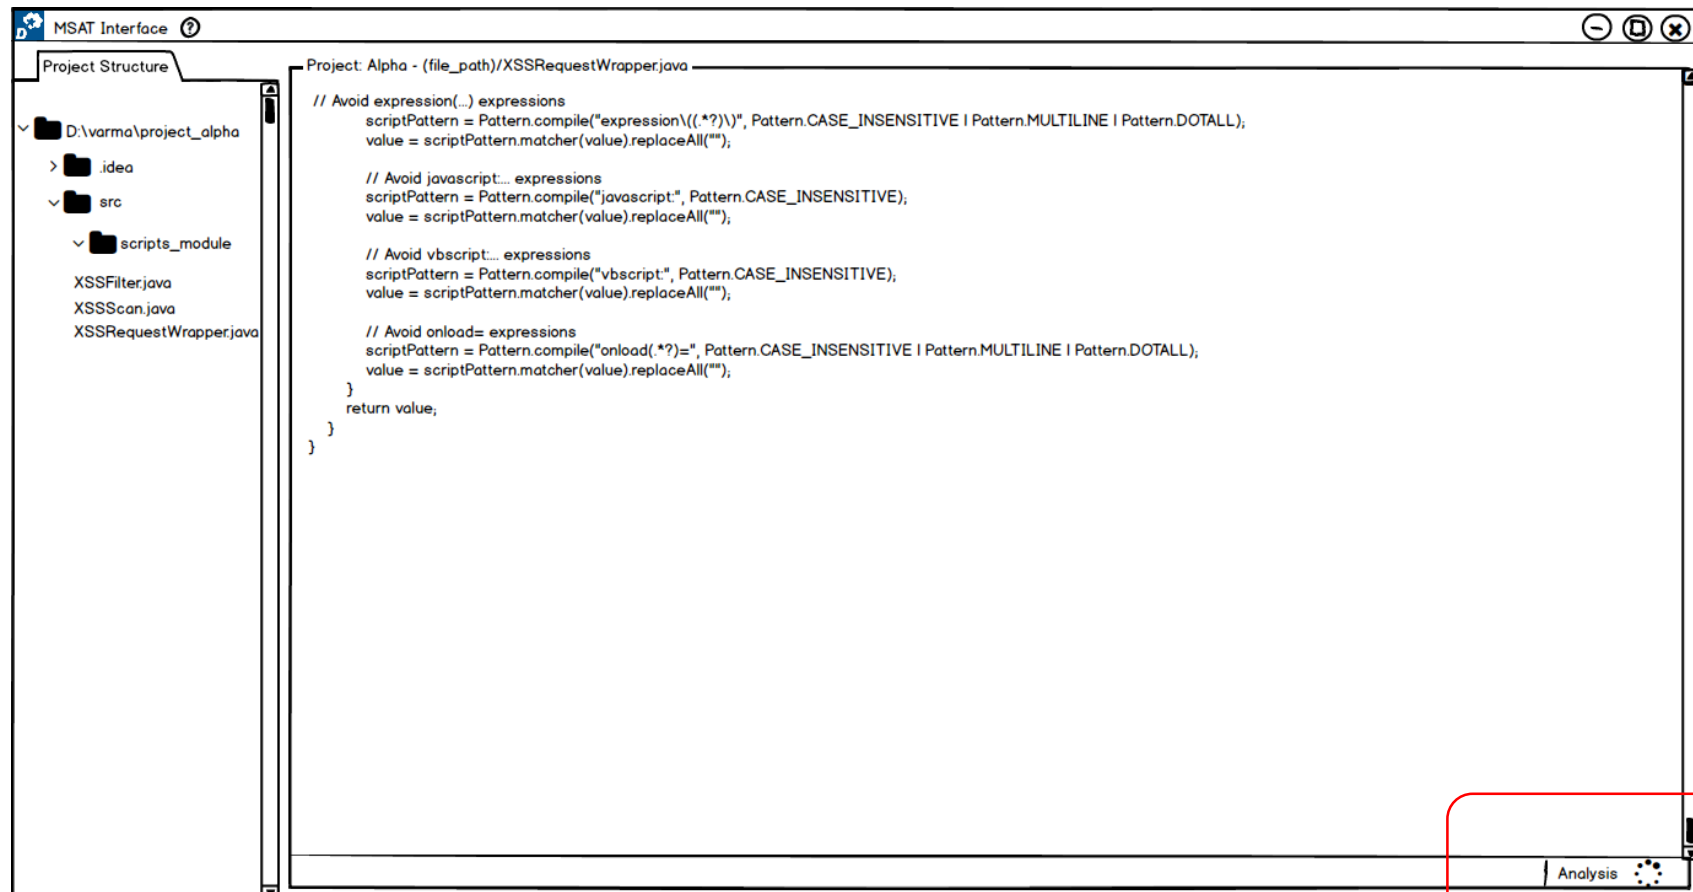 MSAT Interface ?
Project Structure
D:\varma\project_alpha
.idea
src
scripts_module
XSSFilter.java
XSSScan.java
XSSRequestWrapper.java
Project: Alpha - (file_path)/XSSRequestWrapper.java
// Avoid expression(...) expressions
scriptPattern = Pattern.compile("expression\((.*?)\)", Pattern.CASE_INSENSITIVE | Pattern.MULTILINE | Pattern.DOTALL);
value = scriptPattern.matcher(value).replaceAll("");
// Avoid javascript:... expressions
scriptPattern = Pattern.compile("javascript:", Pattern.CASE_INSENSITIVE);
value = scriptPattern.matcher(value).replaceAll("");
// Avoid vbscript:... expressions
scriptPattern = Pattern.compile("vbscript:", Pattern.CASE_INSENSITIVE);
value = scriptPattern.matcher(value).replaceAll("");
// Avoid onload= expressions
scriptPattern = Pattern.compile("onload(.*?)=", Pattern.CASE_INSENSITIVE | Pattern.MULTILINE | Pattern.DOTALL);
value = scriptPattern.matcher(value).replaceAll("");
}
return value;
}
}
Analysis